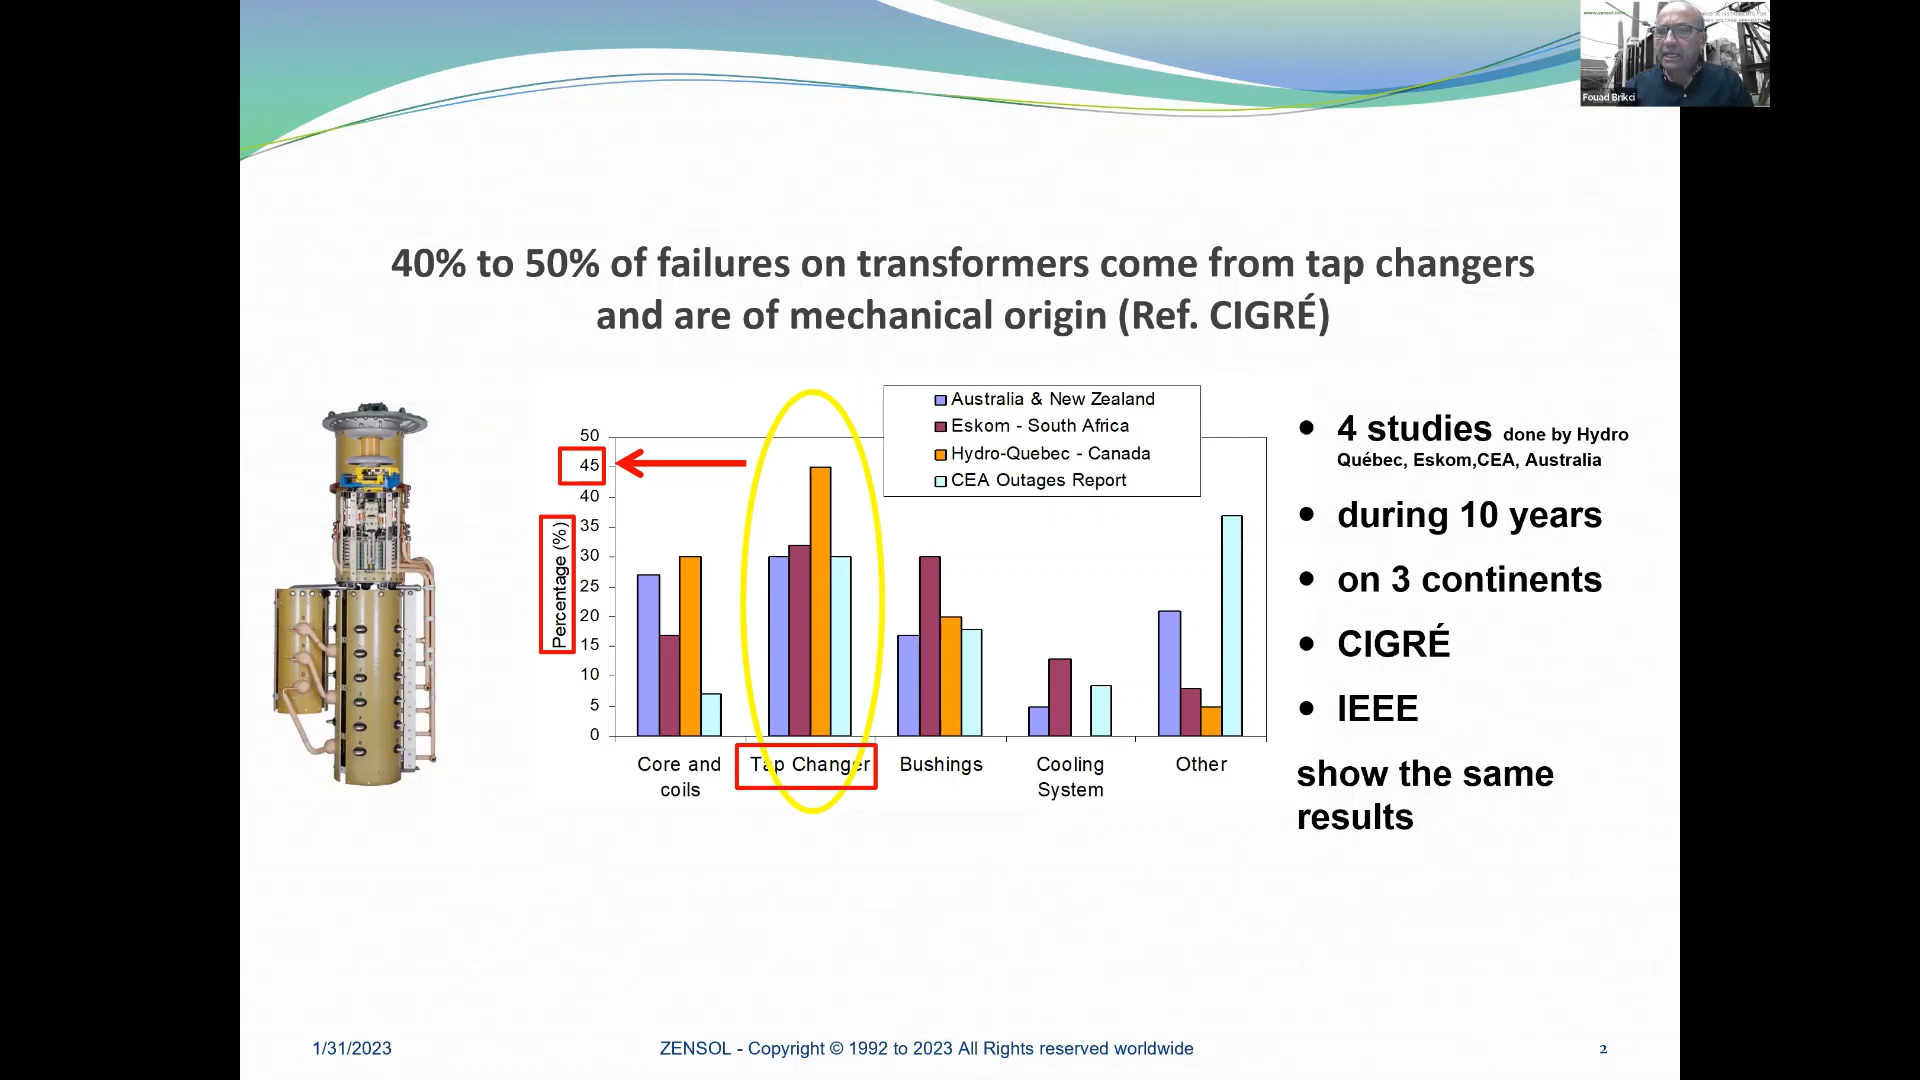 www.zensol.com
Fouad Brikci
40% to 50% of failures on transformers come from tap changers
and are of mechanical origin (Ref. CIGRÉ)
Australia & New Zealand
Eskom - South Africa
Hydro-Quebec - Canada
CEA Outages Report
Percentage (%)
50
45
40
35
30
25
20
15
10
5
0
Core and
coils
Tap Changer
Bushings
Cooling
System
Other
• 4 studies done by Hydro
Québec, Eskom,CEA, Australia
• during 10 years
• on 3 continents
• CIGRÉ
• IEEE
show the same
results
1/31/2023
ZENSOL - Copyright © 1992 to 2023 All Rights reserved worldwide
2